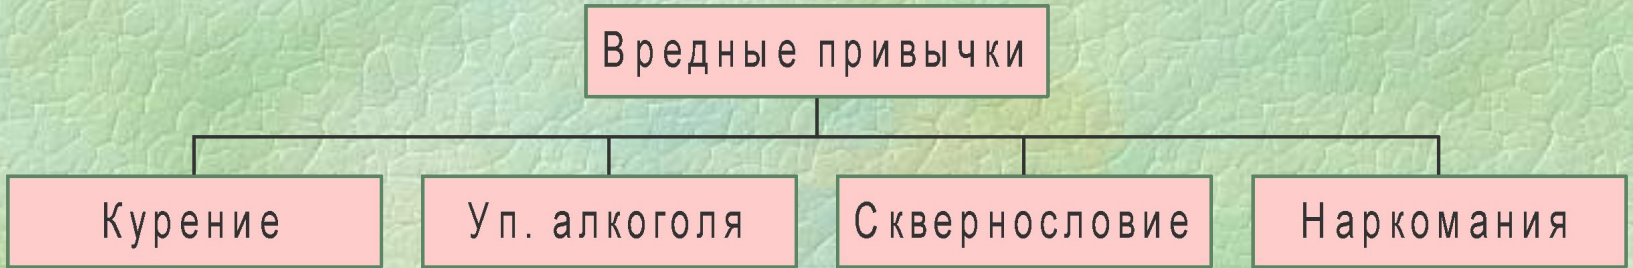 Вредные привычки
Курение
Уп. алкоголя
Сквернословие
Наркомания